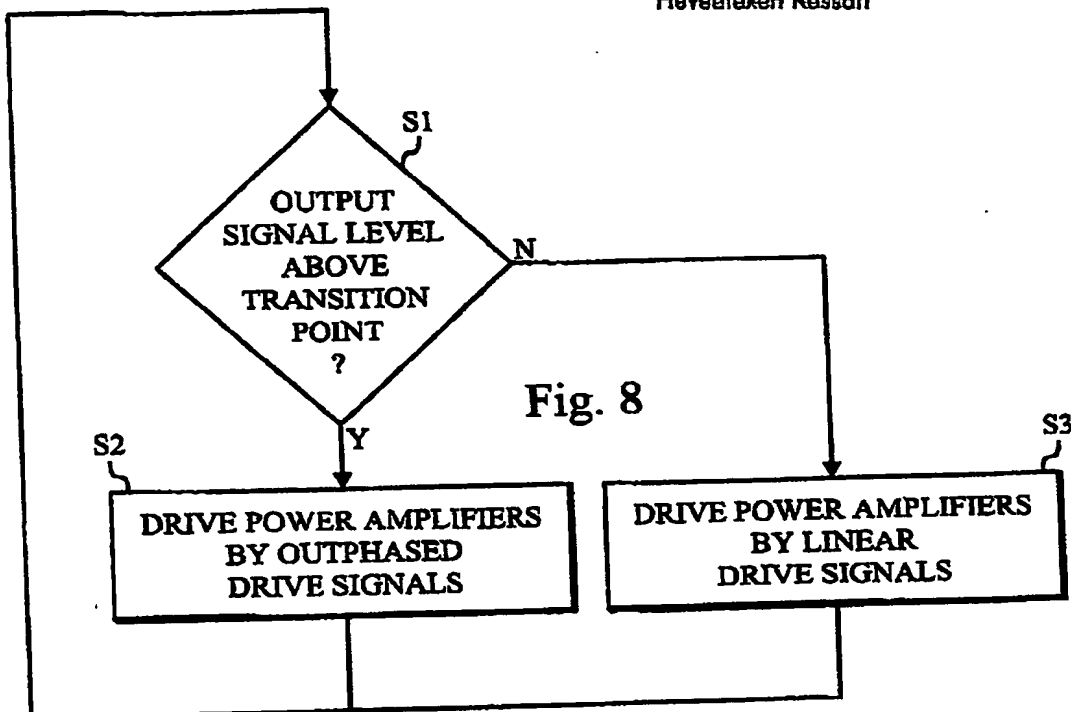 S1
OUTPUT
SIGNAL LEVEL
ABOVE
TRANSITION
POINT
?
N
Fig. 8
Y
S2
S3
DRIVE POWER AMPLIFIERS
BY OUTPHASED
DRIVE SIGNALS
DRIVE POWER AMPLIFIERS
BY LINEAR
DRIVE SIGNALS